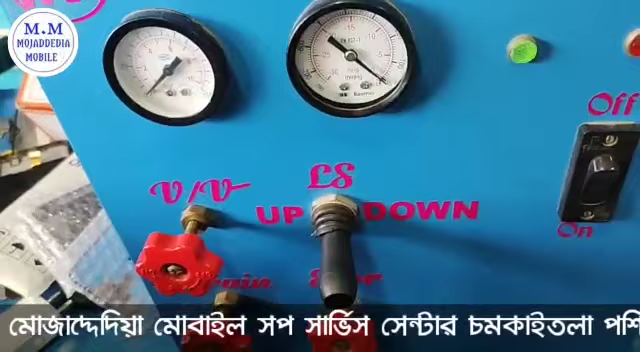 M.M
MOJADDEDIA
MOBILE
Off
V/V
LS
UP DOWN
On
মোজাদ্দেদিয়া মোবাইল সপ সার্ভিস সেন্টার চমকাইতলা পশি